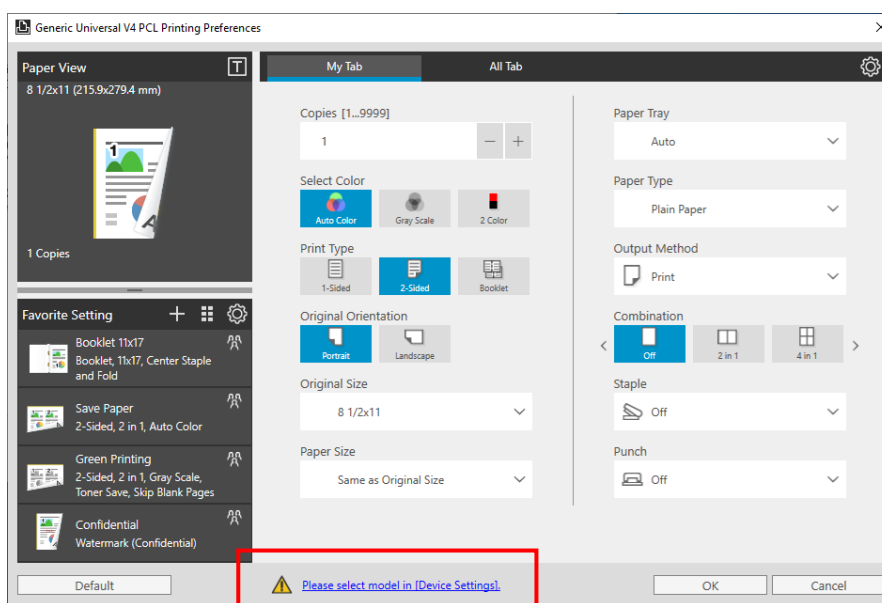 Generic Universal V4 PCL Printing Preferences
Paper View
T
8 1/2x11 (215.9x279.4 mm)
1
A
1 Copies
Favorite Setting
Booklet 11x17
Booklet, 11x17, Center Staple
and Fold
Save Paper
2-Sided, 2 in 1, Auto Color
Green Printing
2-Sided, 2 in 1, Gray Scale,
Toner Save, Skip Blank Pages
Confidential
Watermark (Confidential)
Default
My Tab
All Tab
Copies [1...9999]
1
Select Color
Auto Color
Gray Scale
2 Color
Print Type
1-Sided
2-Sided
Booklet
Original Orientation
Portrait
Landscape
Original Size
8 1/2x11
Paper Size
Same as Original Size
Paper Tray
Auto
Paper Type
Plain Paper
Output Method
Print
Combination
Off
2 in 1
4 in 1
Staple
Off
Punch
Off
Please select model in [Device Settings].
OK
Cancel